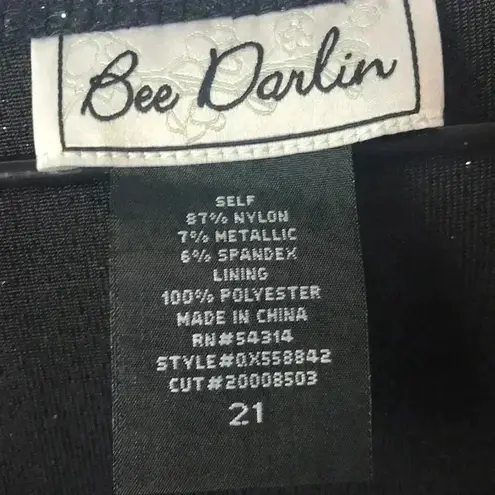 Bee Darlin
SELF
87% NYLON
7% METALLIC
6% SPANDEX
LINING
100% POLYESTER
MADE IN CHINA
RN#54314
STYLE#QX558842
CUT#20008503
21